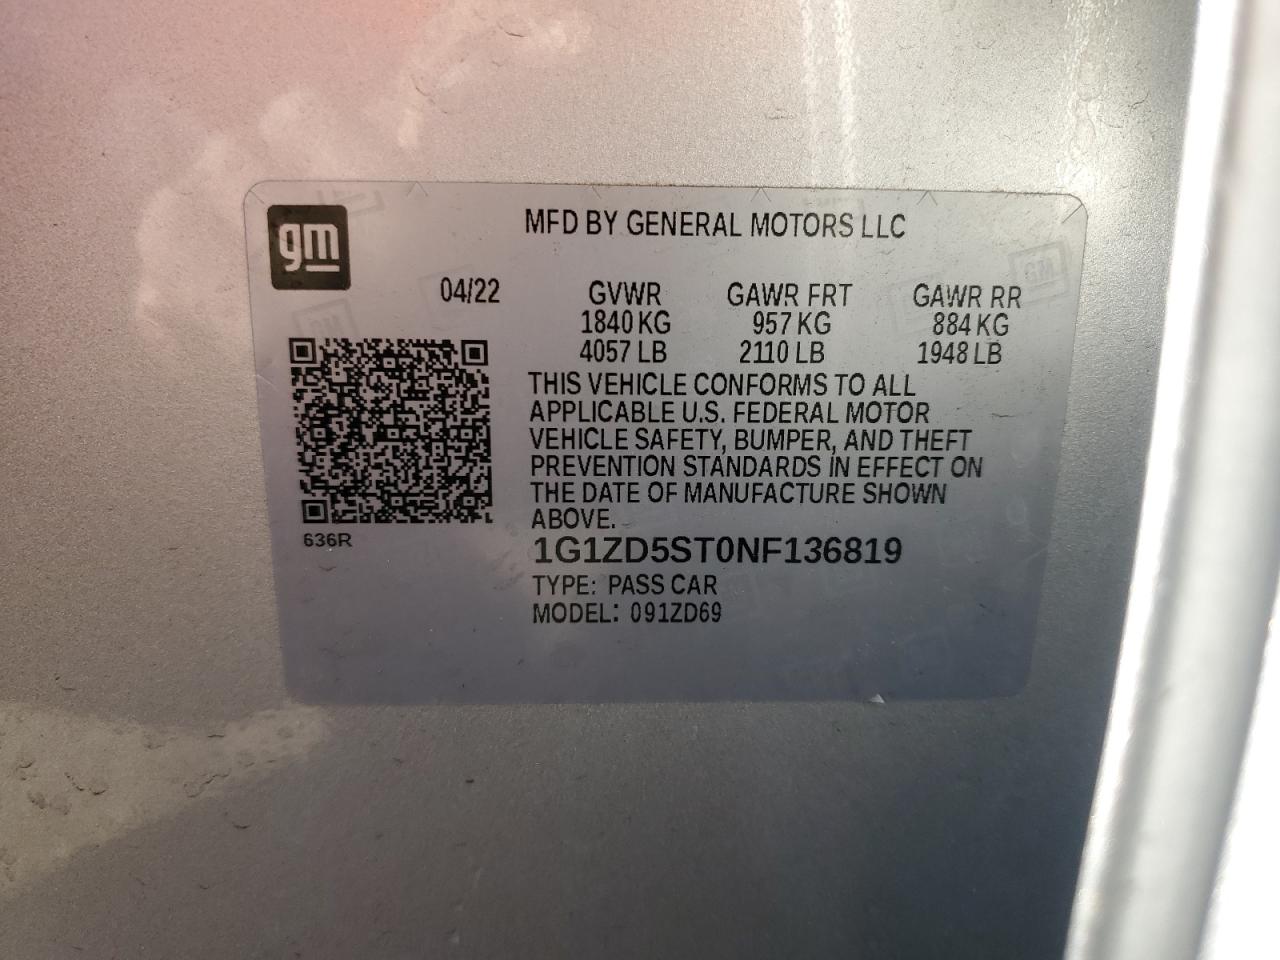 gm
MFD BY GENERAL MOTORS LLC
04/22 GVWR GAWR FRT GAWR RR
1840 KG 957 KG 884 KG
4057 LB 2110 LB 1948 LB
THIS VEHICLE CONFORMS TO ALL
APPLICABLE U.S. FEDERAL MOTOR
VEHICLE SAFETY, BUMPER, AND THEFT
PREVENTION STANDARDS IN EFFECT ON
THE DATE OF MANUFACTURE SHOWN
ABOVE.
636R
1G1ZD5ST0NF136819
TYPE: PASS CAR
MODEL: 091ZD69